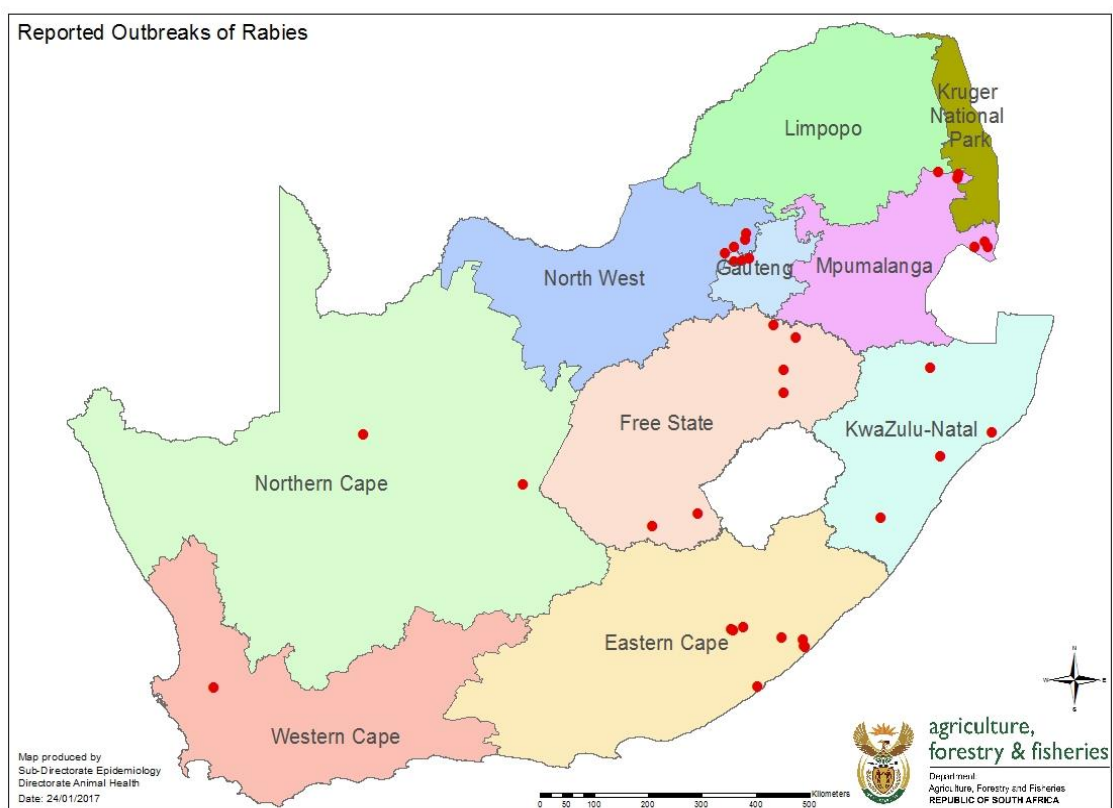 Reported Outbreaks of Rabies
Kruger
National
Park
Limpopo
North West
Gauteng
Mpumalanga
Free State
KwaZulu-Natal
Northern Cape
Eastern Cape
Western Cape
N
W
E
S
agriculture,
forestry & fisheries
Department:
Agriculture, Forestry and Fisheries
REPUBLIC OF SOUTH AFRICA
Map produced by
Sub-Directorate Epidemiology
Directorate Animal Health
Date: 24/01/2017
Kilometers
0 50 100 200 300 400 500